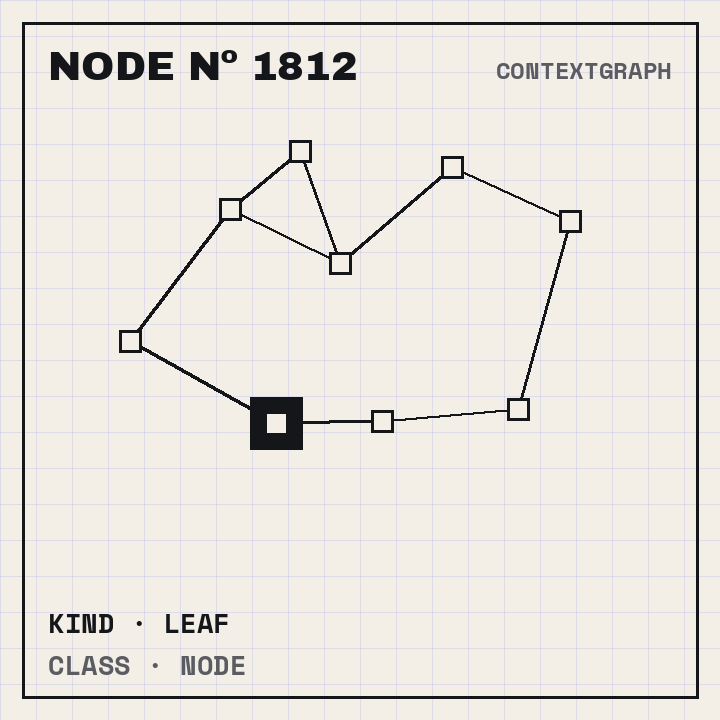 NODE Nº 1812
CONTEXTGRAPH
KIND · LEAF
CLASS · NODE